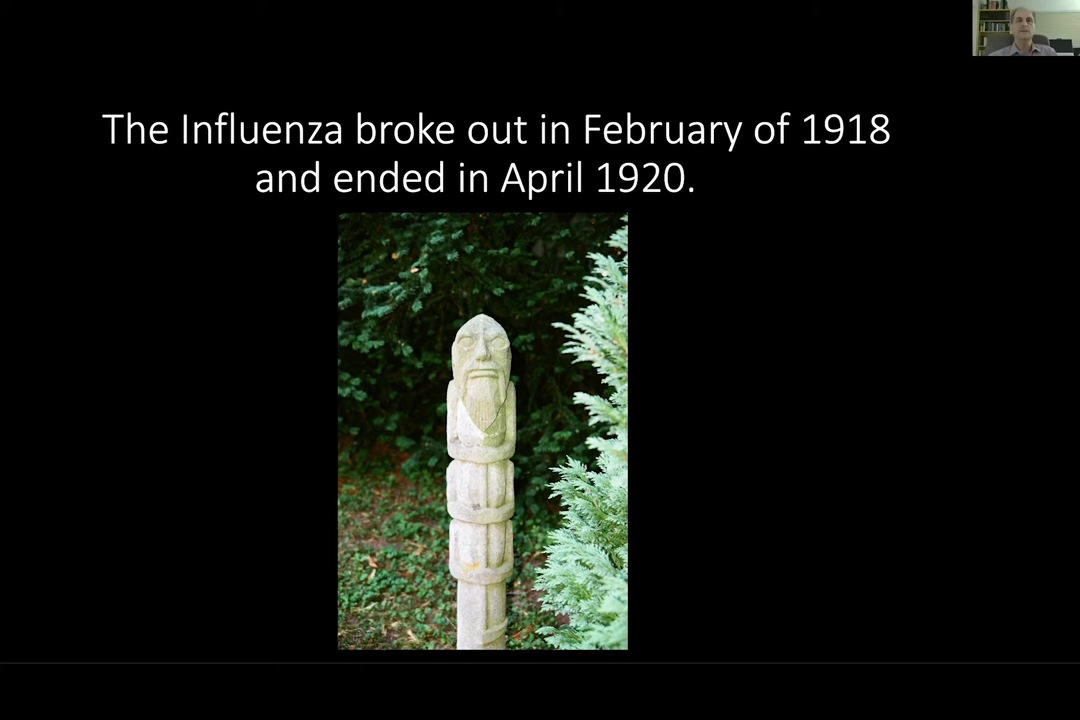 The Influenza broke out in February of 1918
and ended in April 1920.